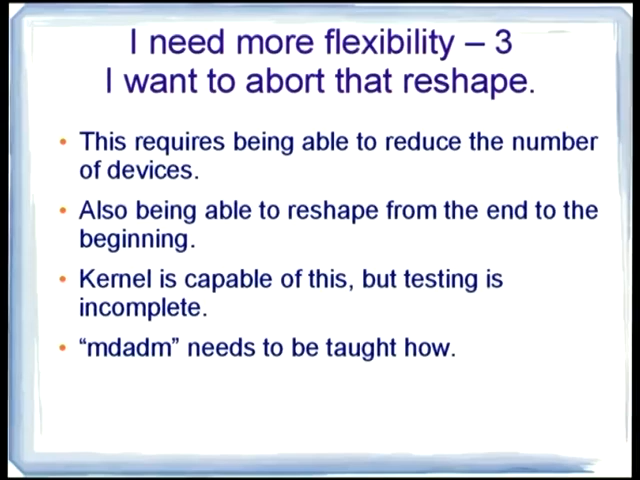 I need more flexibility – 3
I want to abort that reshape.
• This requires being able to reduce the number
of devices.
• Also being able to reshape from the end to the
beginning.
• Kernel is capable of this, but testing is
incomplete.
• “mdadm” needs to be taught how.